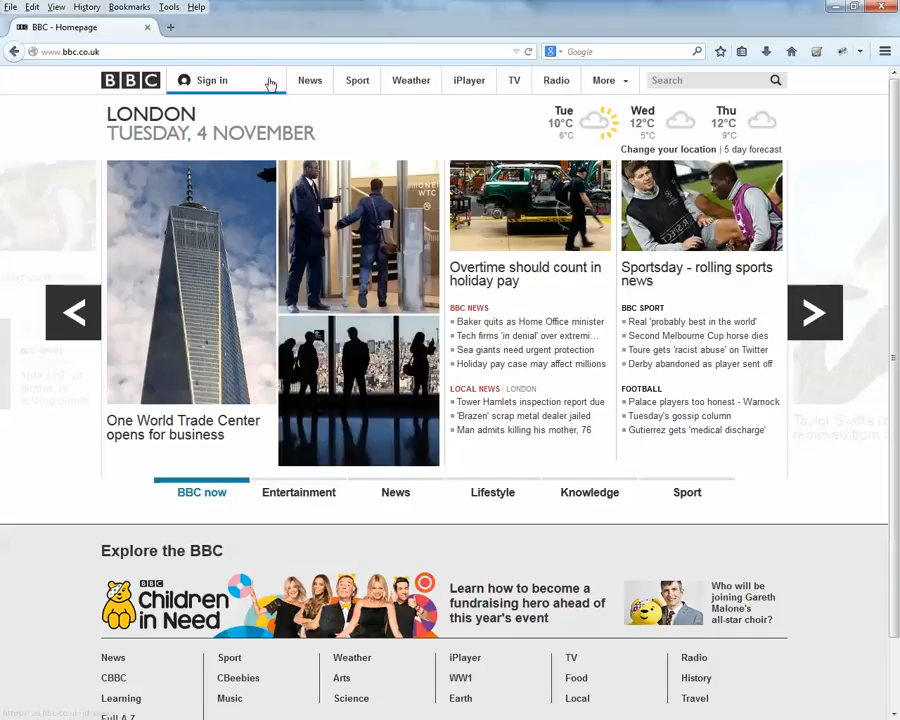 File Edit View History Bookmarks Tools Help
BBC - Homepage
www.bbc.co.uk
Google
BBC
Sign in
News
Sport
Weather
iPlayer
TV
Radio
More
Search
LONDON
TUESDAY, 4 NOVEMBER
Tue
10°C
6°C
Wed
12°C
5°C
Thu
12°C
9°C
Change your location | 5 day forecast
One World Trade Center
opens for business
WTC
Overtime should count in
holiday pay
BBC NEWS
Baker quits as Home Office minister
Tech firms 'in denial' over extremi...
Sea giants need urgent protection
Holiday pay case may affect millions
LOCAL NEWS | LONDON
Tower Hamlets inspection report due
'Brazen' scrap metal dealer jailed
Man admits killing his mother, 76
Sportsday - rolling sports
news
BBC SPORT
Real 'probably best in the world'
Second Melbourne Cup horse dies
Toure gets 'racist abuse' on Twitter
Derby abandoned as player sent off
FOOTBALL
Palace players too honest - Warnock
Tuesday's gossip column
Gutierrez gets 'medical discharge'
BBC now
Entertainment
News
Lifestyle
Knowledge
Sport
Explore the BBC
BBC
Children
in Need
Learn how to become a
fundraising hero ahead of
this year's event
Who will be
joining Gareth
Malone's
all-star choir?
News Sport Weather iPlayer TV Radio
CBBC CBeebies Arts WW1 Food History
Learning Music Science Earth Local Travel
Full A-Z